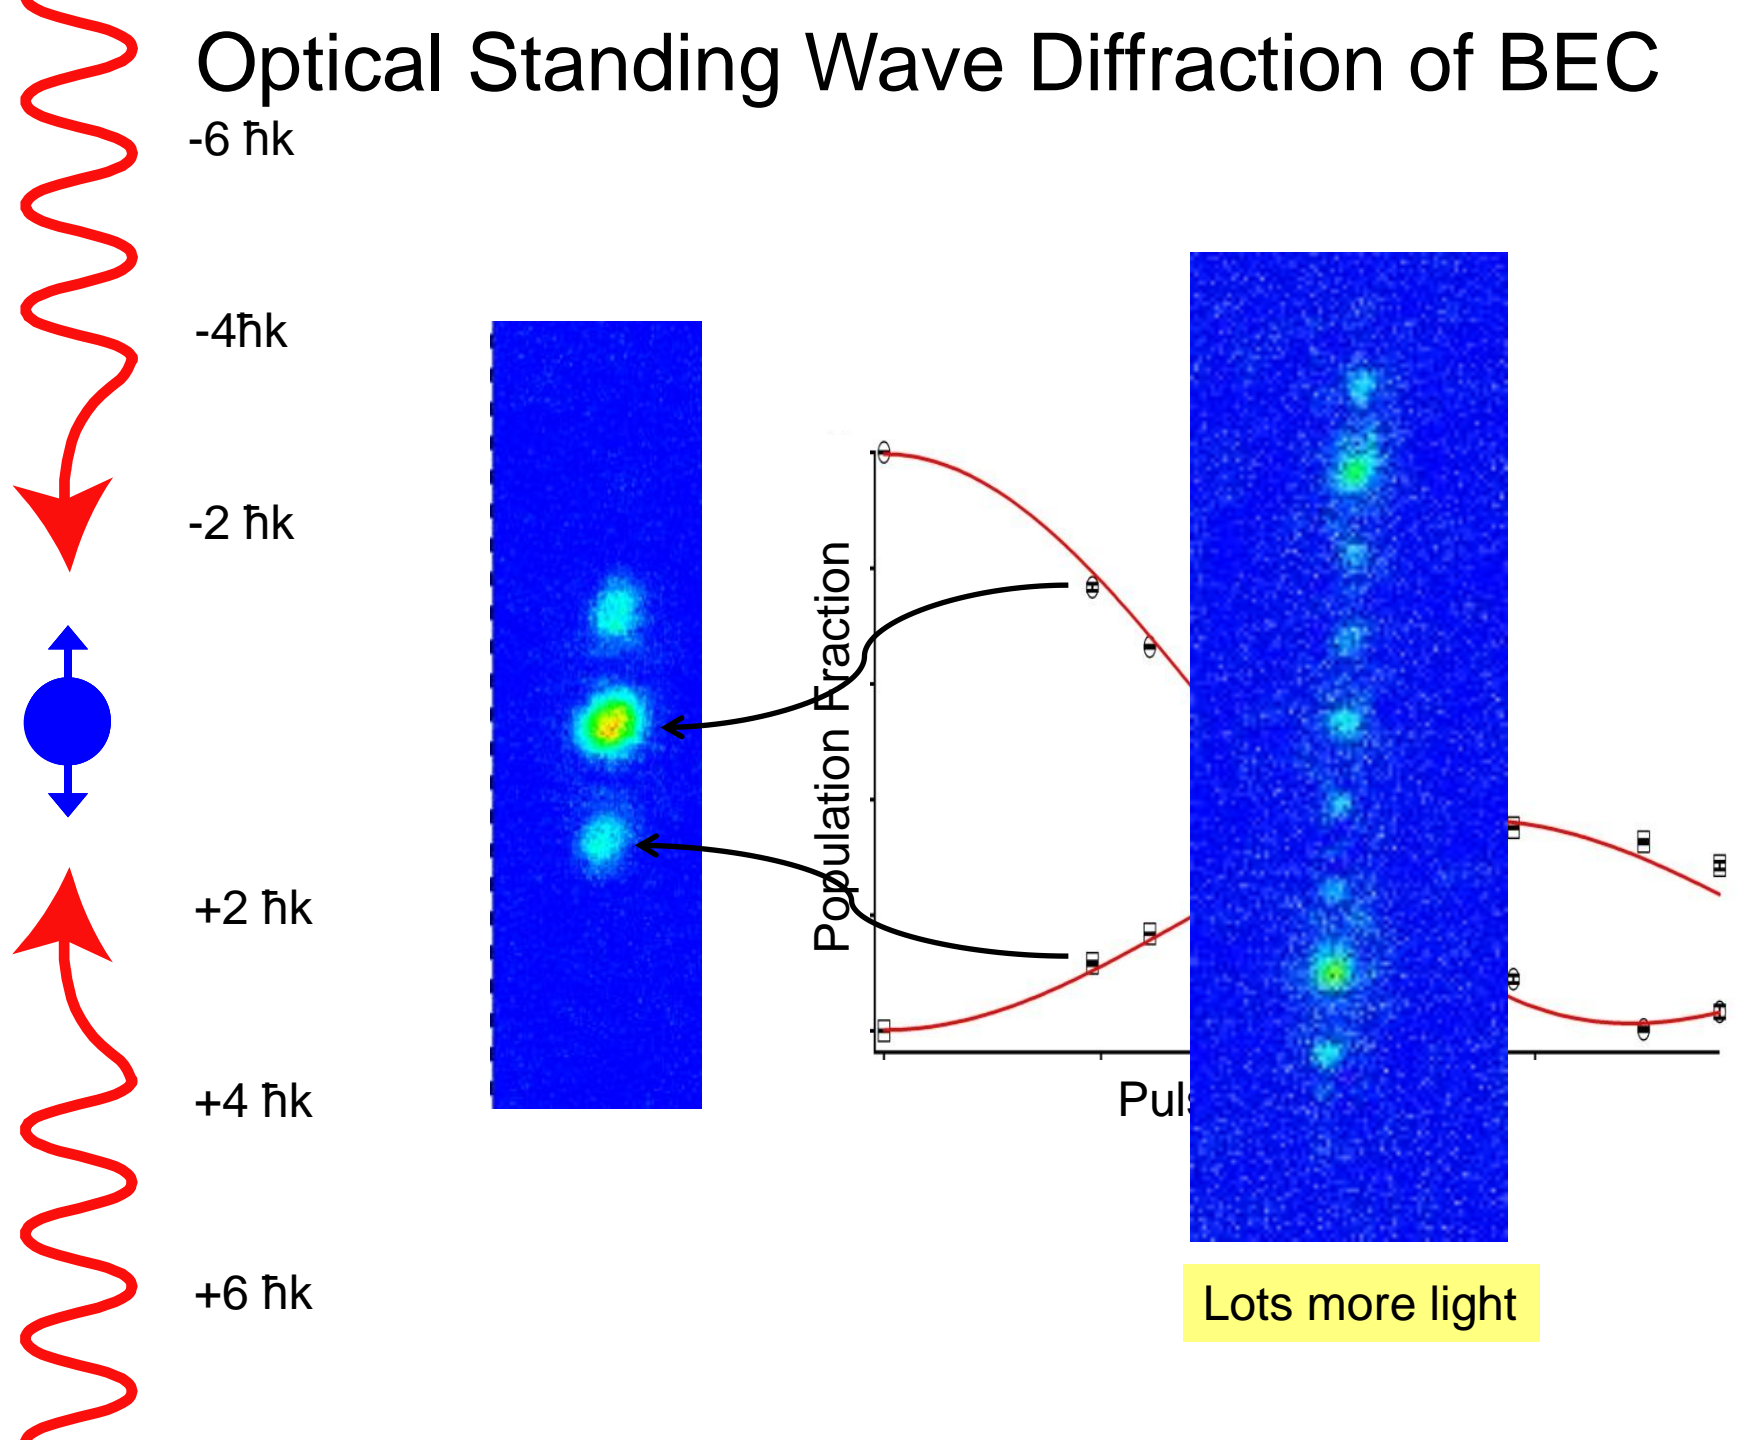 Optical Standing Wave Diffraction of BEC
-6 ħk
-4ħk
-2 ħk
+2 ħk
+4 ħk
+6 ħk
Population Fraction
Lots more light